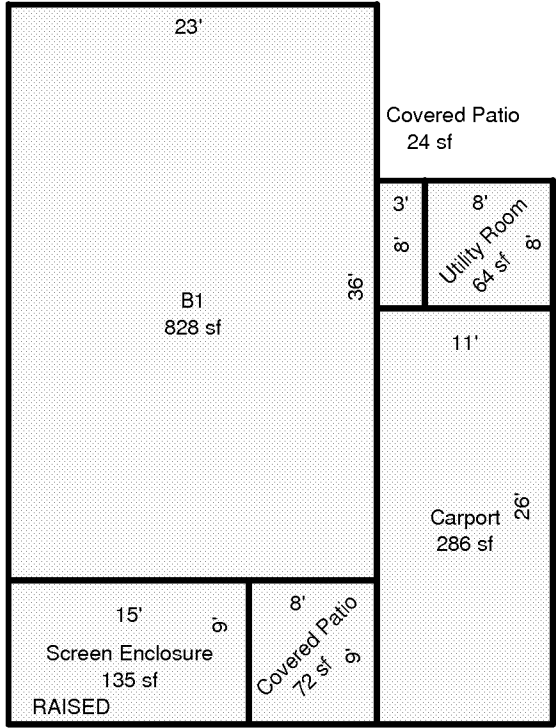 23'
Covered Patio
24 sf
3'
8'
8'
8'
Utility Room
64 sf
36'
B1
828 sf
11'
26'
Carport
286 sf
15'
9'
Screen Enclosure
135 sf
RAISED
8'
9'
Covered Patio
72 sf